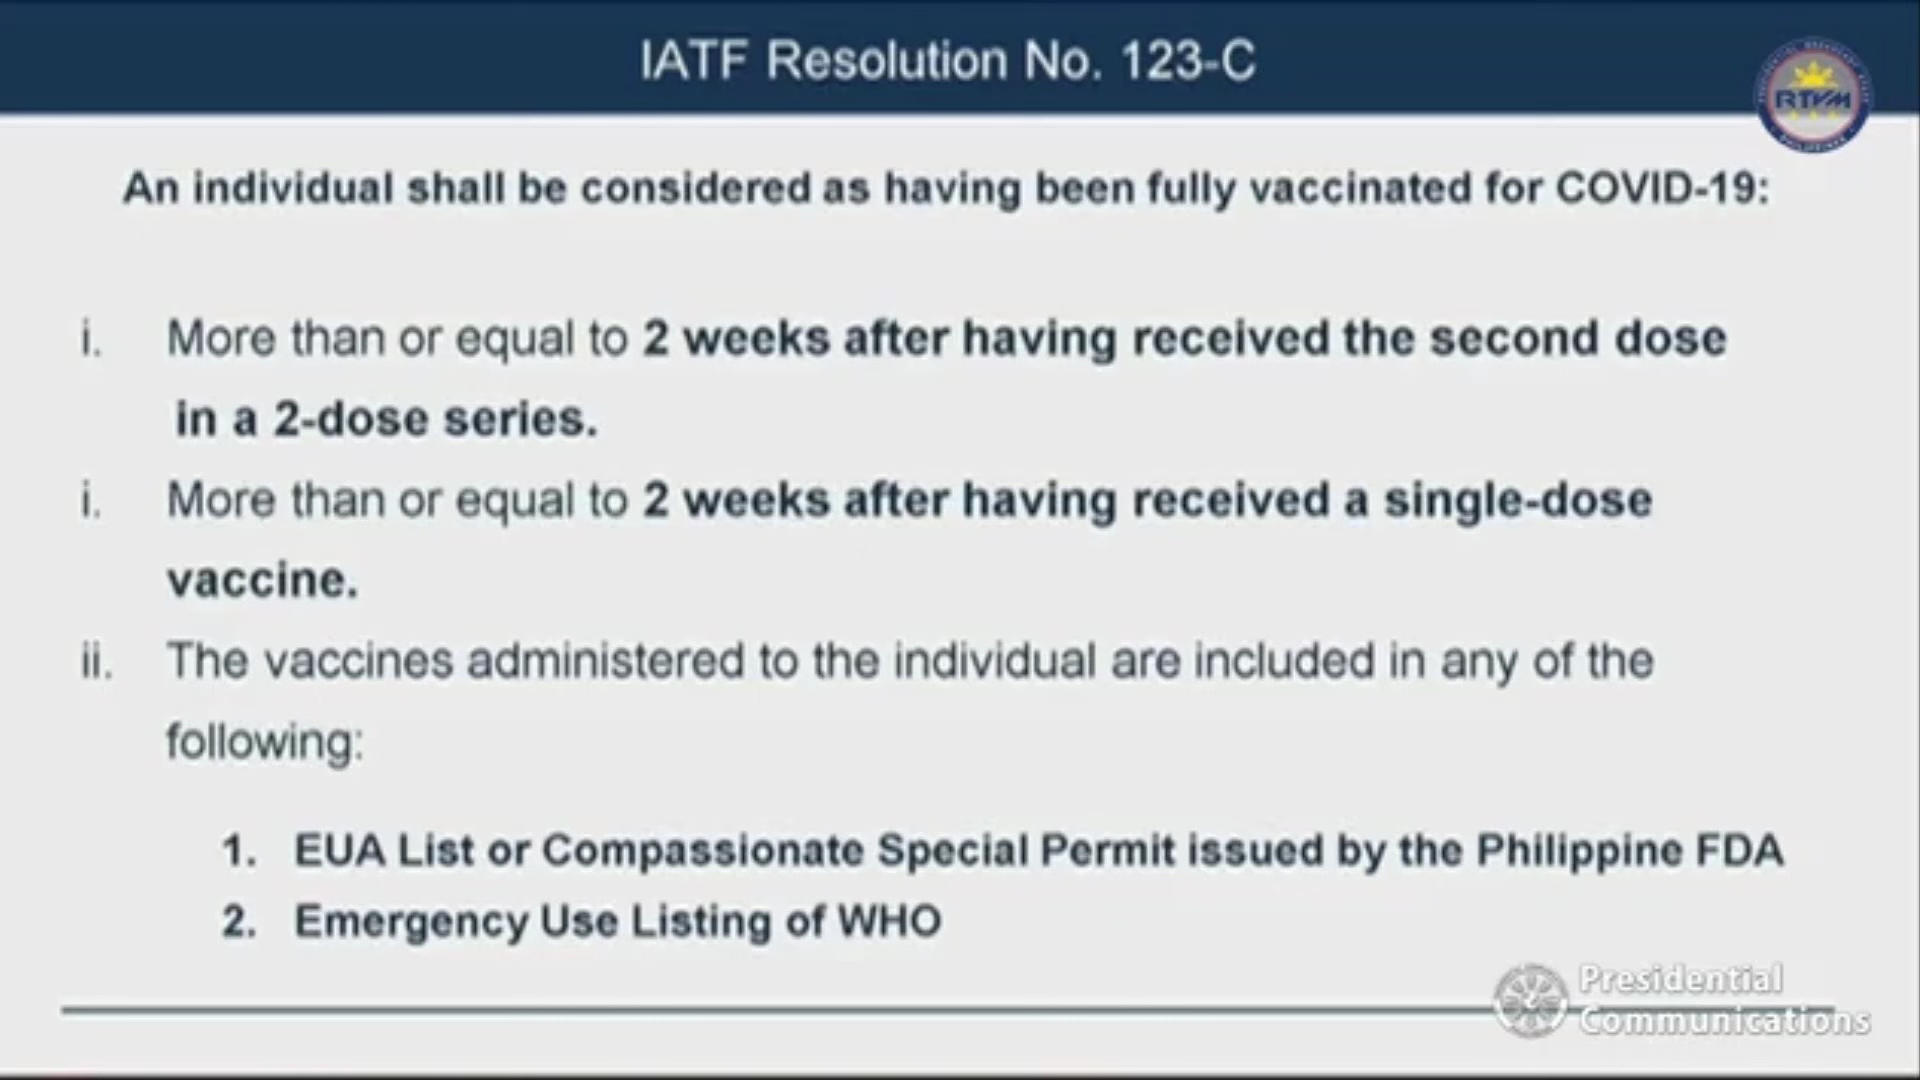 IATF Resolution No. 123-C
RTVM
PHILIPPINES
An individual shall be considered as having been fully vaccinated for COVID-19:
i. More than or equal to 2 weeks after having received the second dose
in a 2-dose series.
i. More than or equal to 2 weeks after having received a single-dose
vaccine.
ii. The vaccines administered to the individual are included in any of the
following:
1. EUA List or Compassionate Special Permit issued by the Philippine FDA
2. Emergency Use Listing of WHO
Presidential
Communications